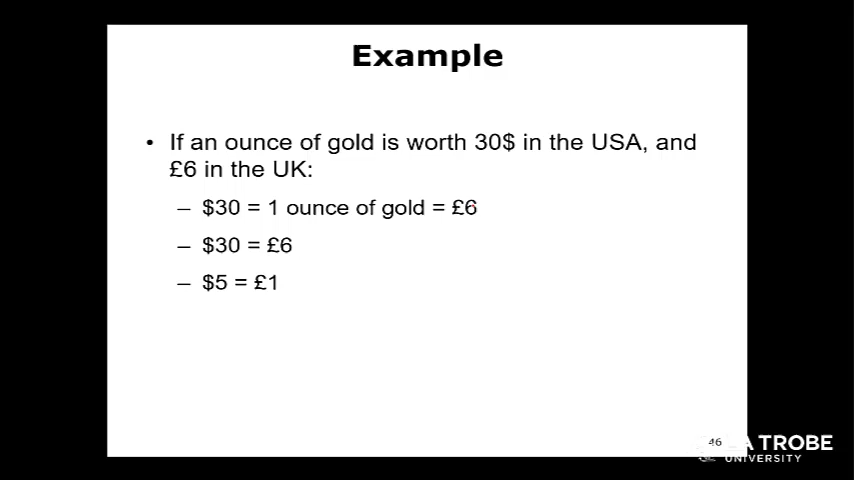 Example
• If an ounce of gold is worth 30$ in the USA, and
£6 in the UK:
– $30 = 1 ounce of gold = £6
– $30 = £6
– $5 = £1
46
LA TROBE
UNIVERSITY